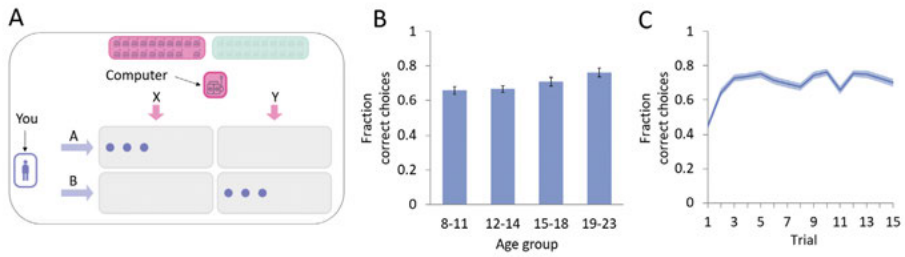 A
Computer
X
Y
You
A
B
B
Fraction
correct choices
1
0.8
0.6
0.4
0.2
0
8-11
12-14
15-18
19-23
Age group
C
Fraction
correct choices
1
0.8
0.6
0.4
0.2
0
1
3
5
7
9
11
13
15
Trial